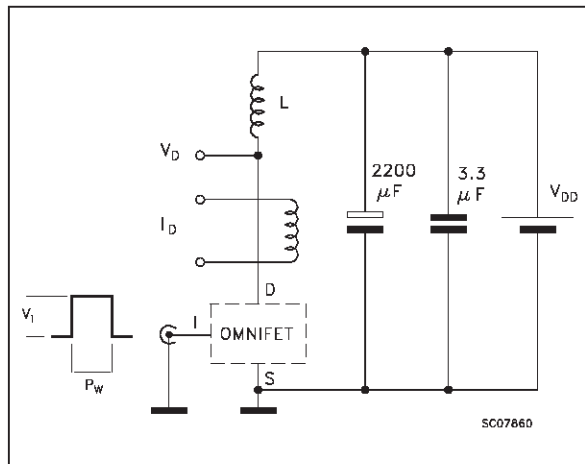 L
V_D
2200
μF
3.3
μF
V_DD
I_D
D
V_i
I
OMNIFET
S
P_W
SC07860